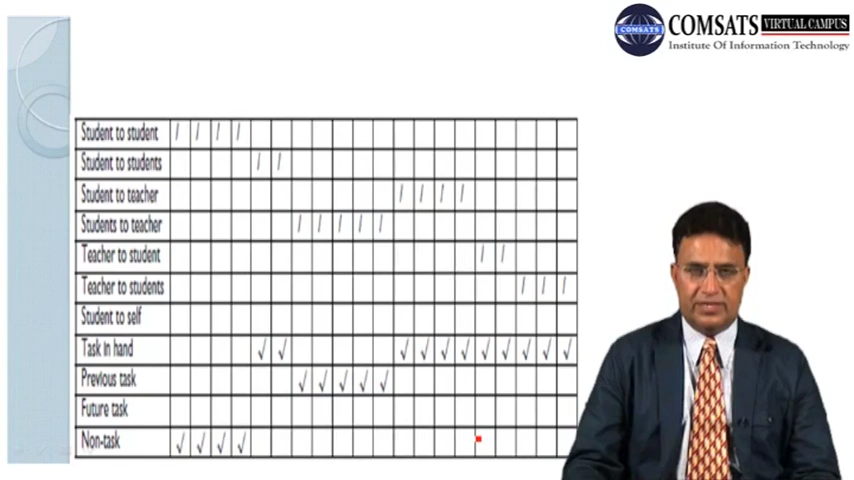 COMSATS VIRTUAL CAMPUS
COMSATS
Institute Of Information Technology
Student to student / / / /
Student to students / /
Student to teacher / / / /
Students to teacher / / / / /
Teacher to student / /
Teacher to students / / /
Student to self
Task in hand √ √ √ √ √ √ √ √ √ √ √
Previous task √ √ √ √ √
Future task
Non-task √ √ √ √